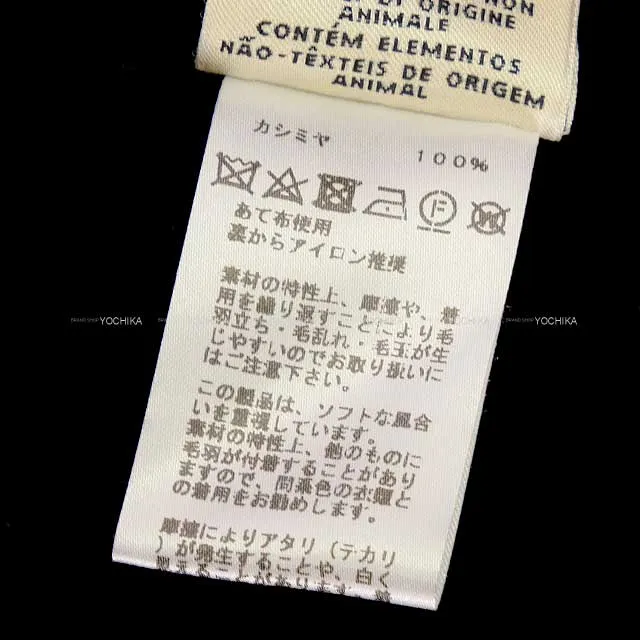 NON
DI ORIGINE
ANIMALE
CONTÉM ELEMENTOS
NÃO-TÊXTEIS DE ORIGEM
ANIMAL
カシミヤ 100%
F
W
あて布使用
裏からアイロン推奨
素材の特性上、摩擦や、着
用を繰り返すことにより毛
羽立ち・毛乱れ・毛玉が生
じやすいのでお取り扱いに
はご注意下さい。
この製品は、ソフトな風合
いを重視しています。
素材の特性上、他のものに
毛羽が付着することがあり
ますので、同系色の衣類と
の着用をお勧めします。
摩擦によりアタリ(テカリ
)が発生することや、白く
BRAND SHOP YOCHIKA
BRAND SHOP YOCHIKA